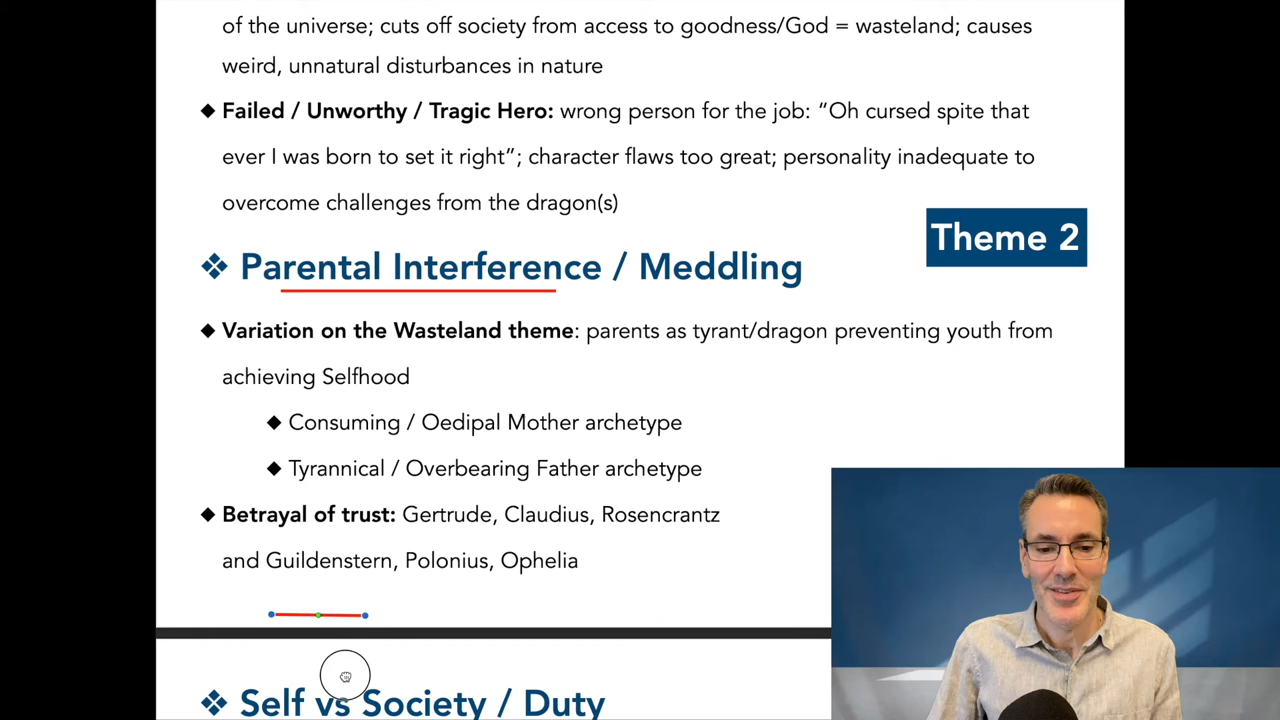 of the universe; cuts off society from access to goodness/God = wasteland; causes
weird, unnatural disturbances in nature
◆ Failed / Unworthy / Tragic Hero: wrong person for the job: “Oh cursed spite that
ever I was born to set it right”; character flaws too great; personality inadequate to
overcome challenges from the dragon(s)
Theme 2
❖ Parental Interference / Meddling
◆ Variation on the Wasteland theme: parents as tyrant/dragon preventing youth from
achieving Selfhood
◆ Consuming / Oedipal Mother archetype
◆ Tyrannical / Overbearing Father archetype
◆ Betrayal of trust: Gertrude, Claudius, Rosencrantz
and Guildenstern, Polonius, Ophelia
❖ Self vs Society / Duty